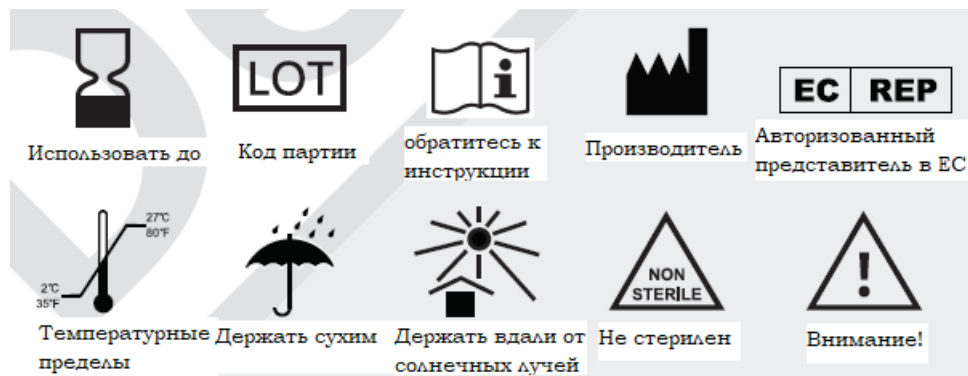 LOT
EC REP
Использовать до
Код партии
обратитесь к
инструкции
Производитель
Авторизованный
представитель в ЕС
27°C
80°F
2°C
35°F
NON
STERILE
Температурные
пределы
Держать сухим
Держать вдали от
солнечных лучей
Не стерилен
Внимание!